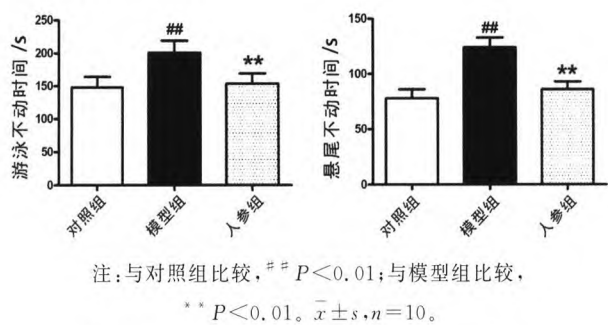 游泳不动时间/s
250
200
150
100
50
0
##
**
对照组
模型组
人参组
悬尾不动时间/s
150
100
50
0
##
**
对照组
模型组
人参组
注:与对照组比较,## P<0.01;与模型组比较,
** P<0.01。x̄±s,n=10。